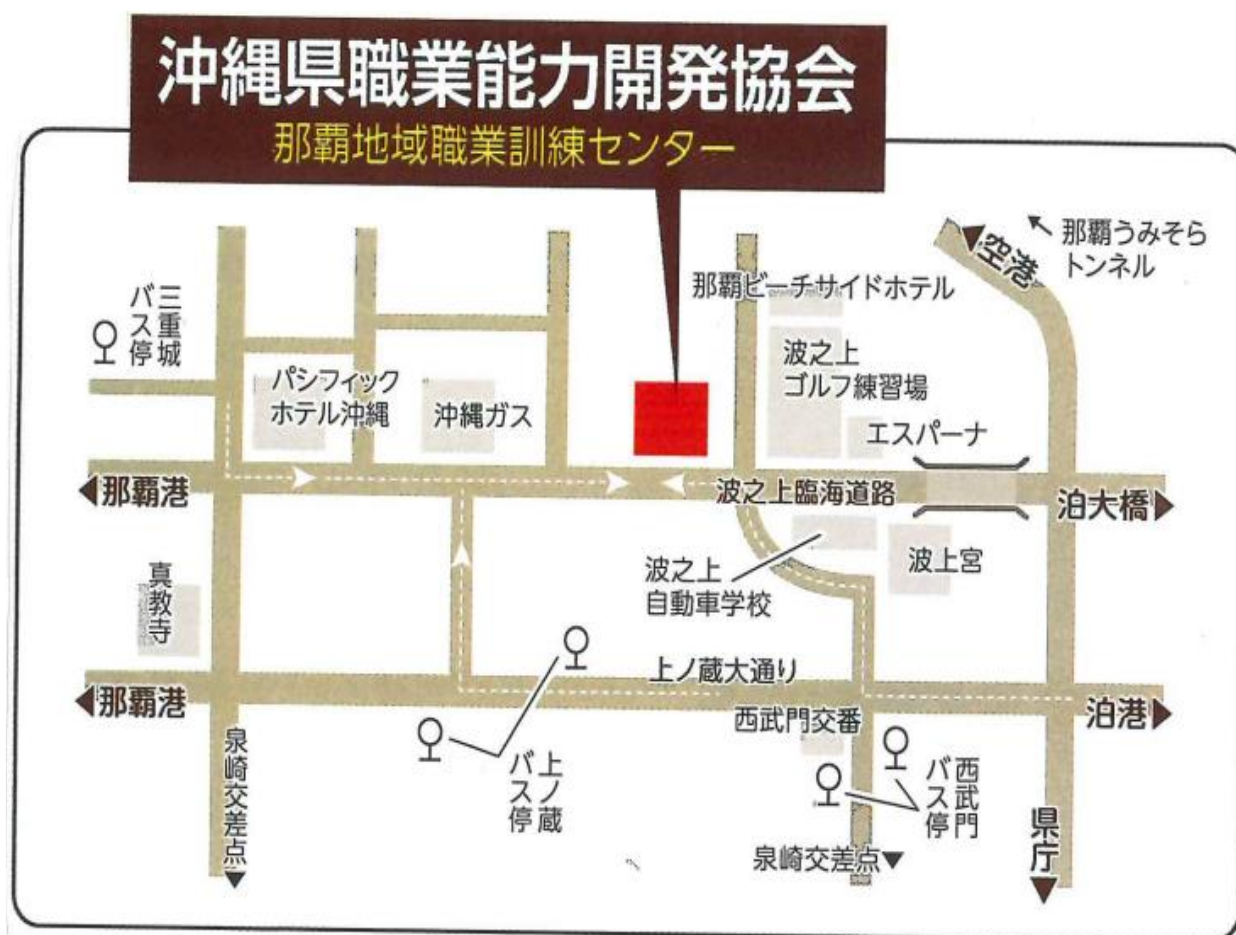 沖縄県職業能力開発協会
那覇地域職業訓練センター
那覇うみそら
トンネル
空港
那覇ビーチサイドホテル
三重城
バス停
波之上
ゴルフ練習場
パシフィック
ホテル沖縄
沖縄ガス
エスパーナ
那覇港
波之上臨海道路
泊大橋
真教寺
波之上
自動車学校
波上宮
上ノ蔵大通り
那覇港
泊港
西武門交番
泉崎交差点
上ノ蔵
バス停
西武門
バス停
県庁
泉崎交差点